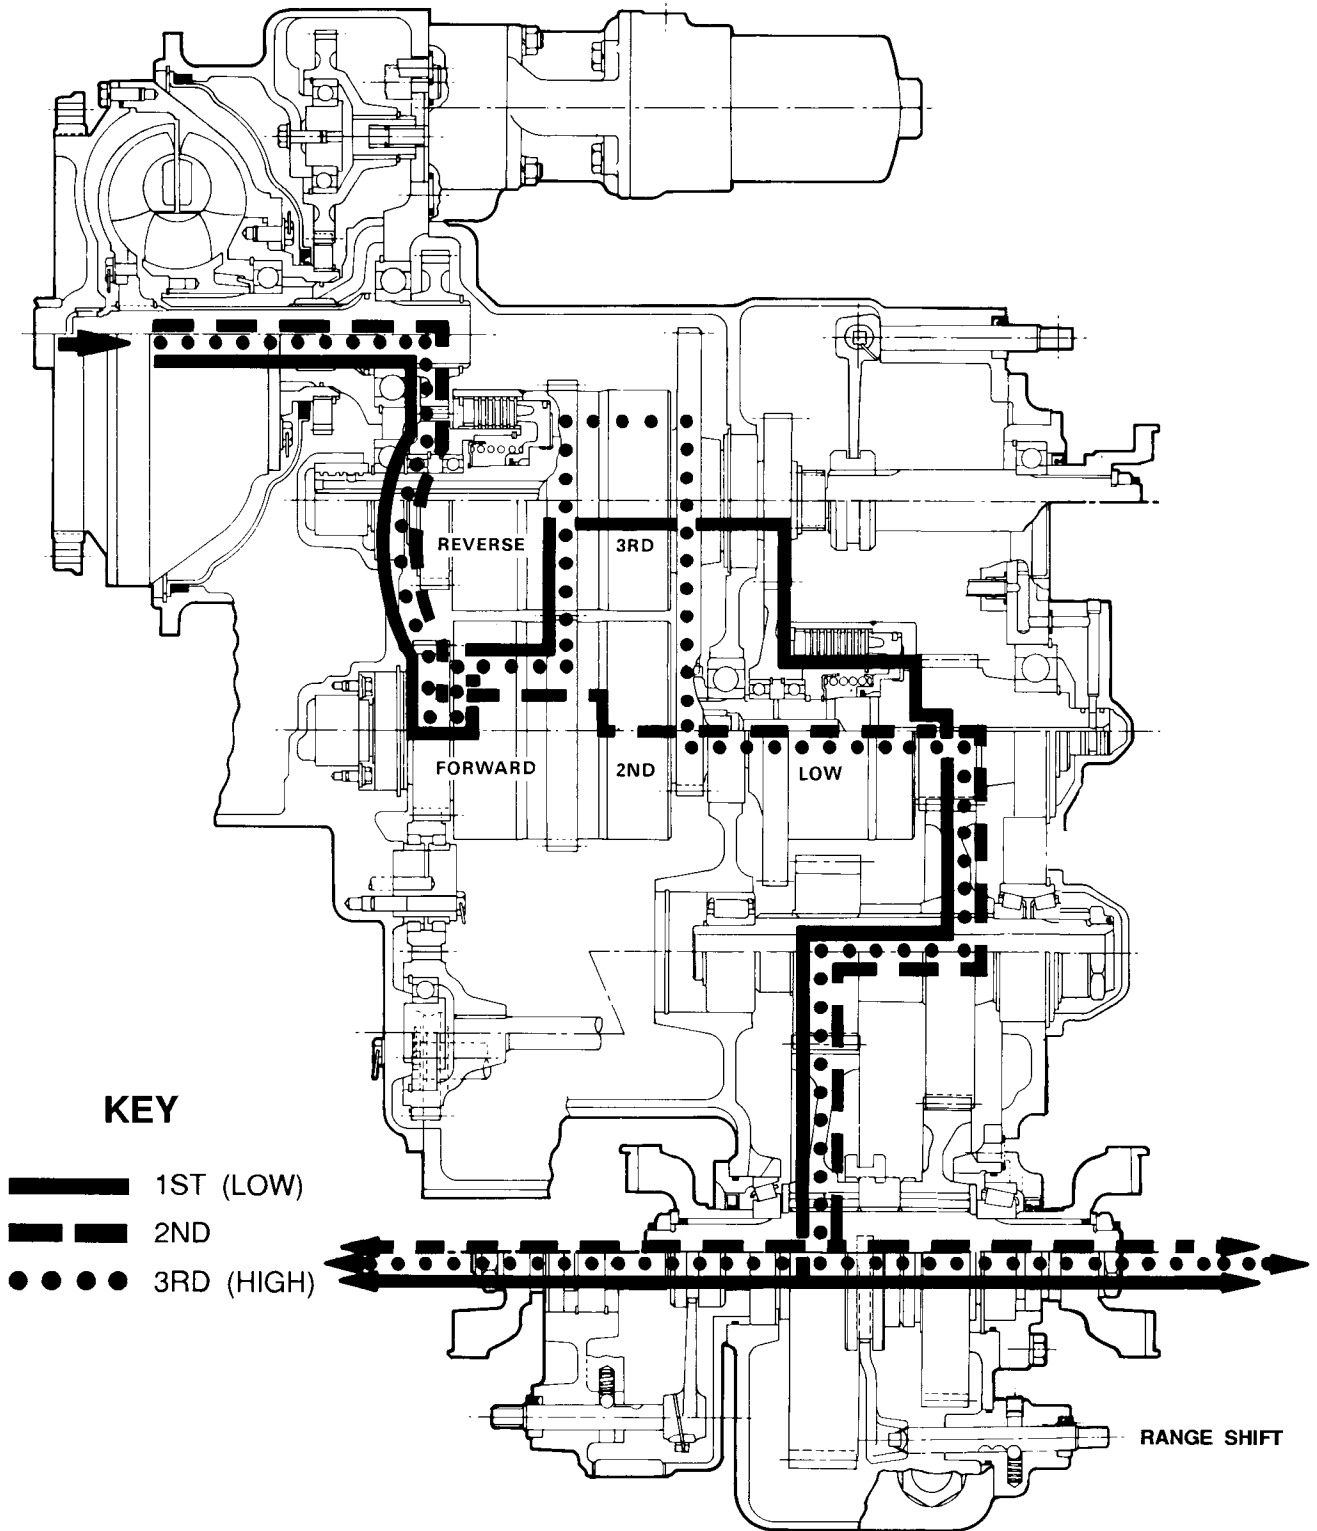 REVERSE
3RD
FORWARD
2ND
LOW
KEY
1ST (LOW)
2ND
3RD (HIGH)
RANGE SHIFT